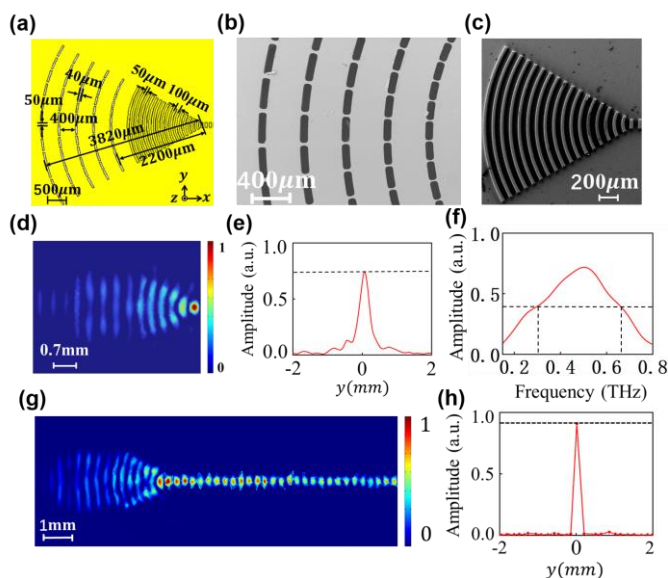 (a)
50μm
40μm
400μm
3820μm
50μm
100μm
2200μm
500μm
y
z
x
(b)
400μm
(c)
200μm
(d)
0.7mm
1
0
(e)
Amplitude (a.u.)
1.0
0.5
0.0
-2
0
2
y(mm)
(f)
Amplitude (a.u.)
1.0
0.5
0.0
0.2
0.4
0.6
0.8
Frequency (THz)
(g)
1mm
1
0
(h)
Amplitude (a.u.)
1.0
0.5
0.0
-2
0
2
y(mm)